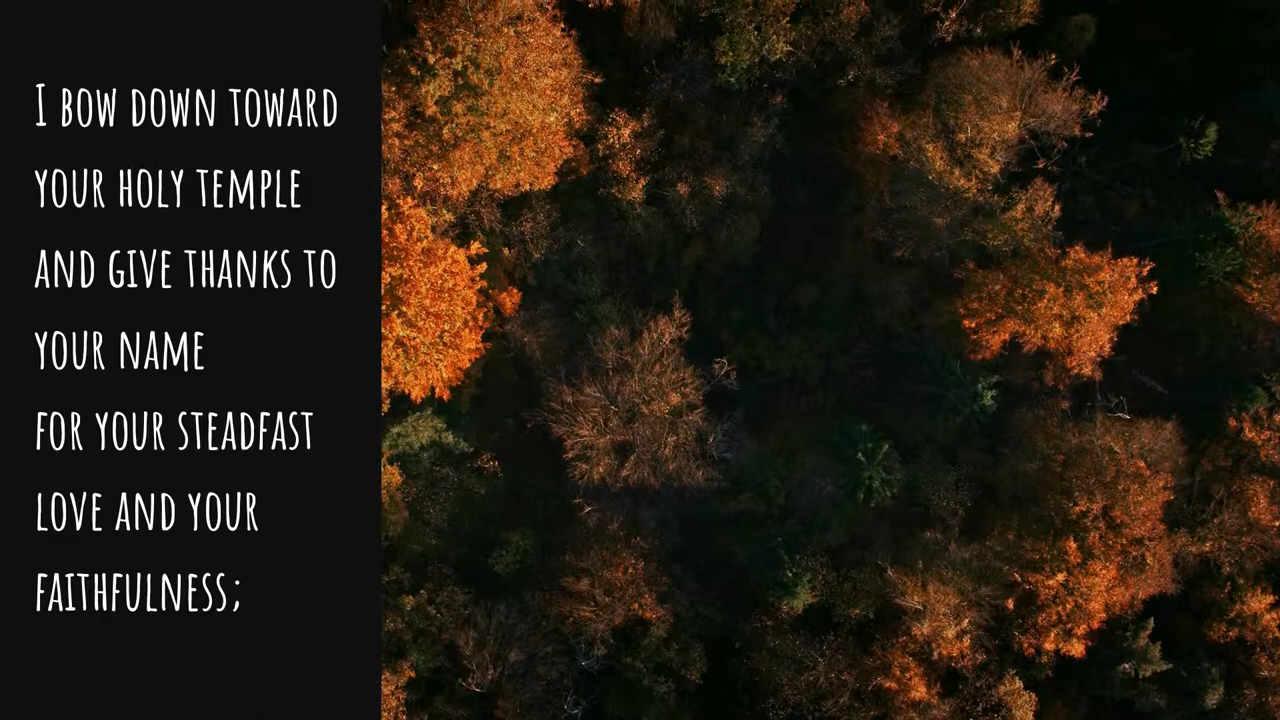 I BOW DOWN TOWARD
YOUR HOLY TEMPLE
AND GIVE THANKS TO
YOUR NAME
FOR YOUR STEADFAST
LOVE AND YOUR
FAITHFULNESS;